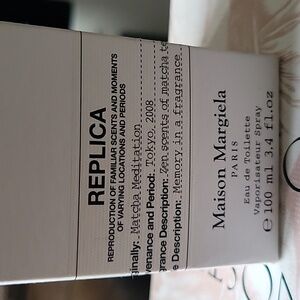 REPLICA
REPRODUCTION OF FAMILIAR SCENTS AND MOMENTS
OF VARYING LOCATIONS AND PERIODS
ginally: Matcha Meditation
venance and Period: Tokyo, 2008
grance Description: Zen scents of matcha te
e Description: Memory in a fragrance
Maison Margiela
PARIS
Eau de Toilette
Vaporisateur Spray
℮ 100 ml 3.4 fl.oz